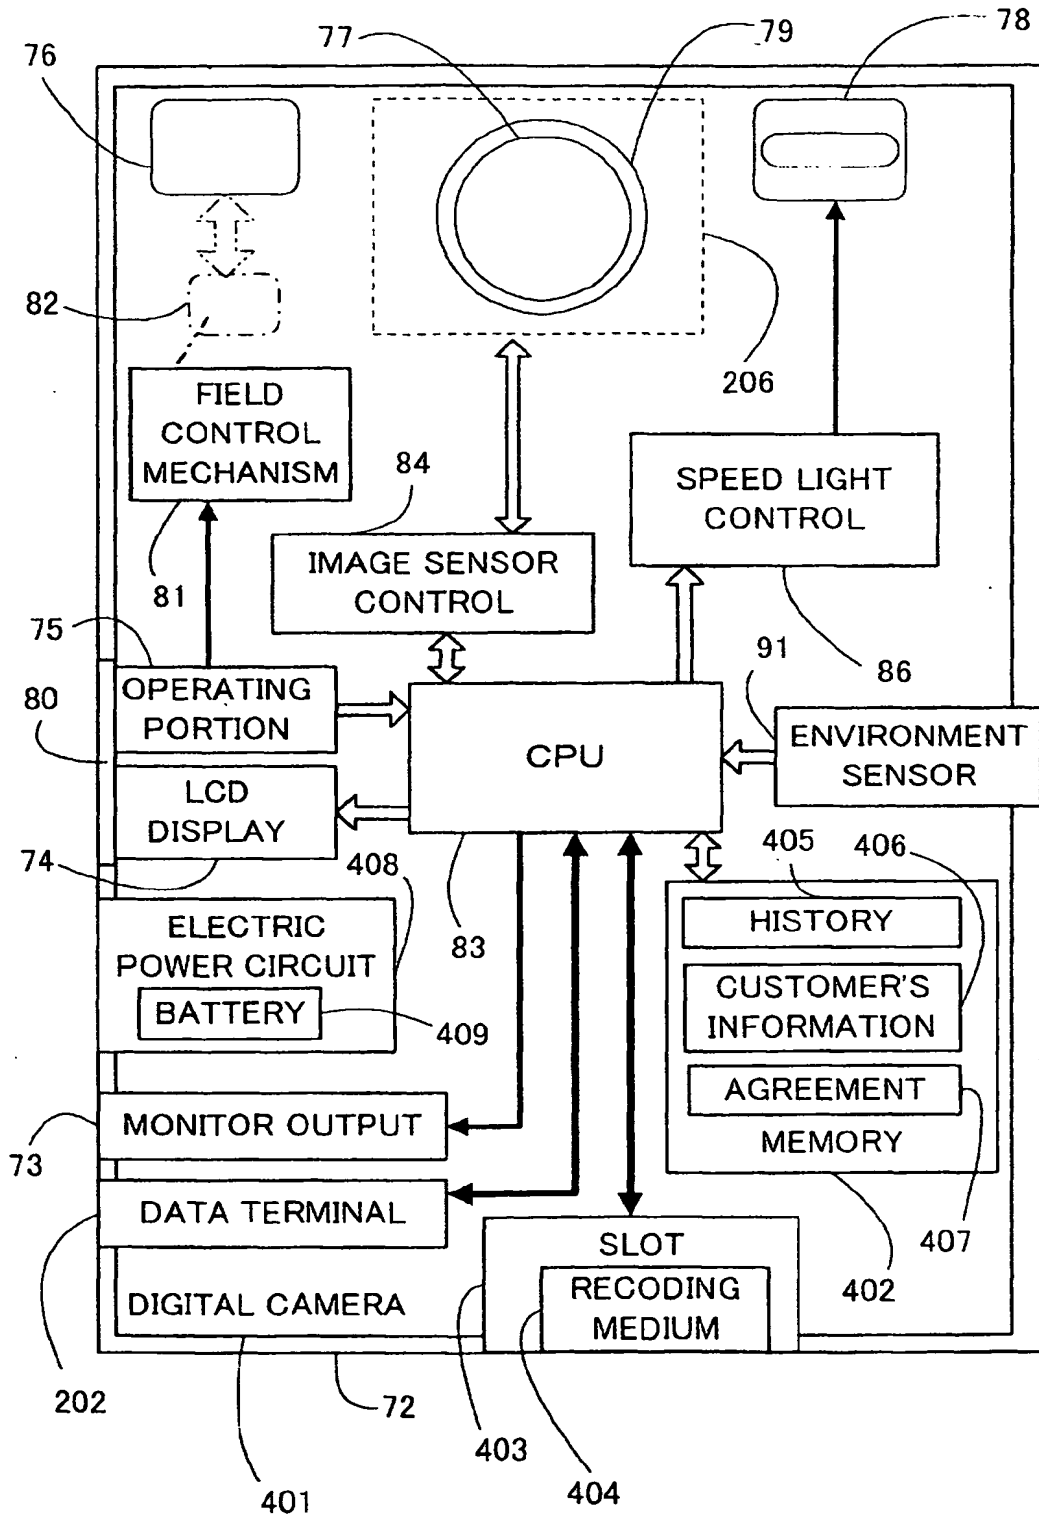 77
79
78
76
82
206
FIELD
CONTROL
MECHANISM
84
SPEED LIGHT
CONTROL
IMAGE SENSOR
CONTROL
81
75
86
91
80
OPERATING
PORTION
CPU
ENVIRONMENT
SENSOR
LCD
DISPLAY
74
408
83
405
406
HISTORY
ELECTRIC
POWER CIRCUIT
BATTERY
409
CUSTOMER'S
INFORMATION
AGREEMENT
MEMORY
MONITOR OUTPUT
73
DATA TERMINAL
407
402
SLOT
RECODING
MEDIUM
DIGITAL CAMERA
202
72
403
404
401